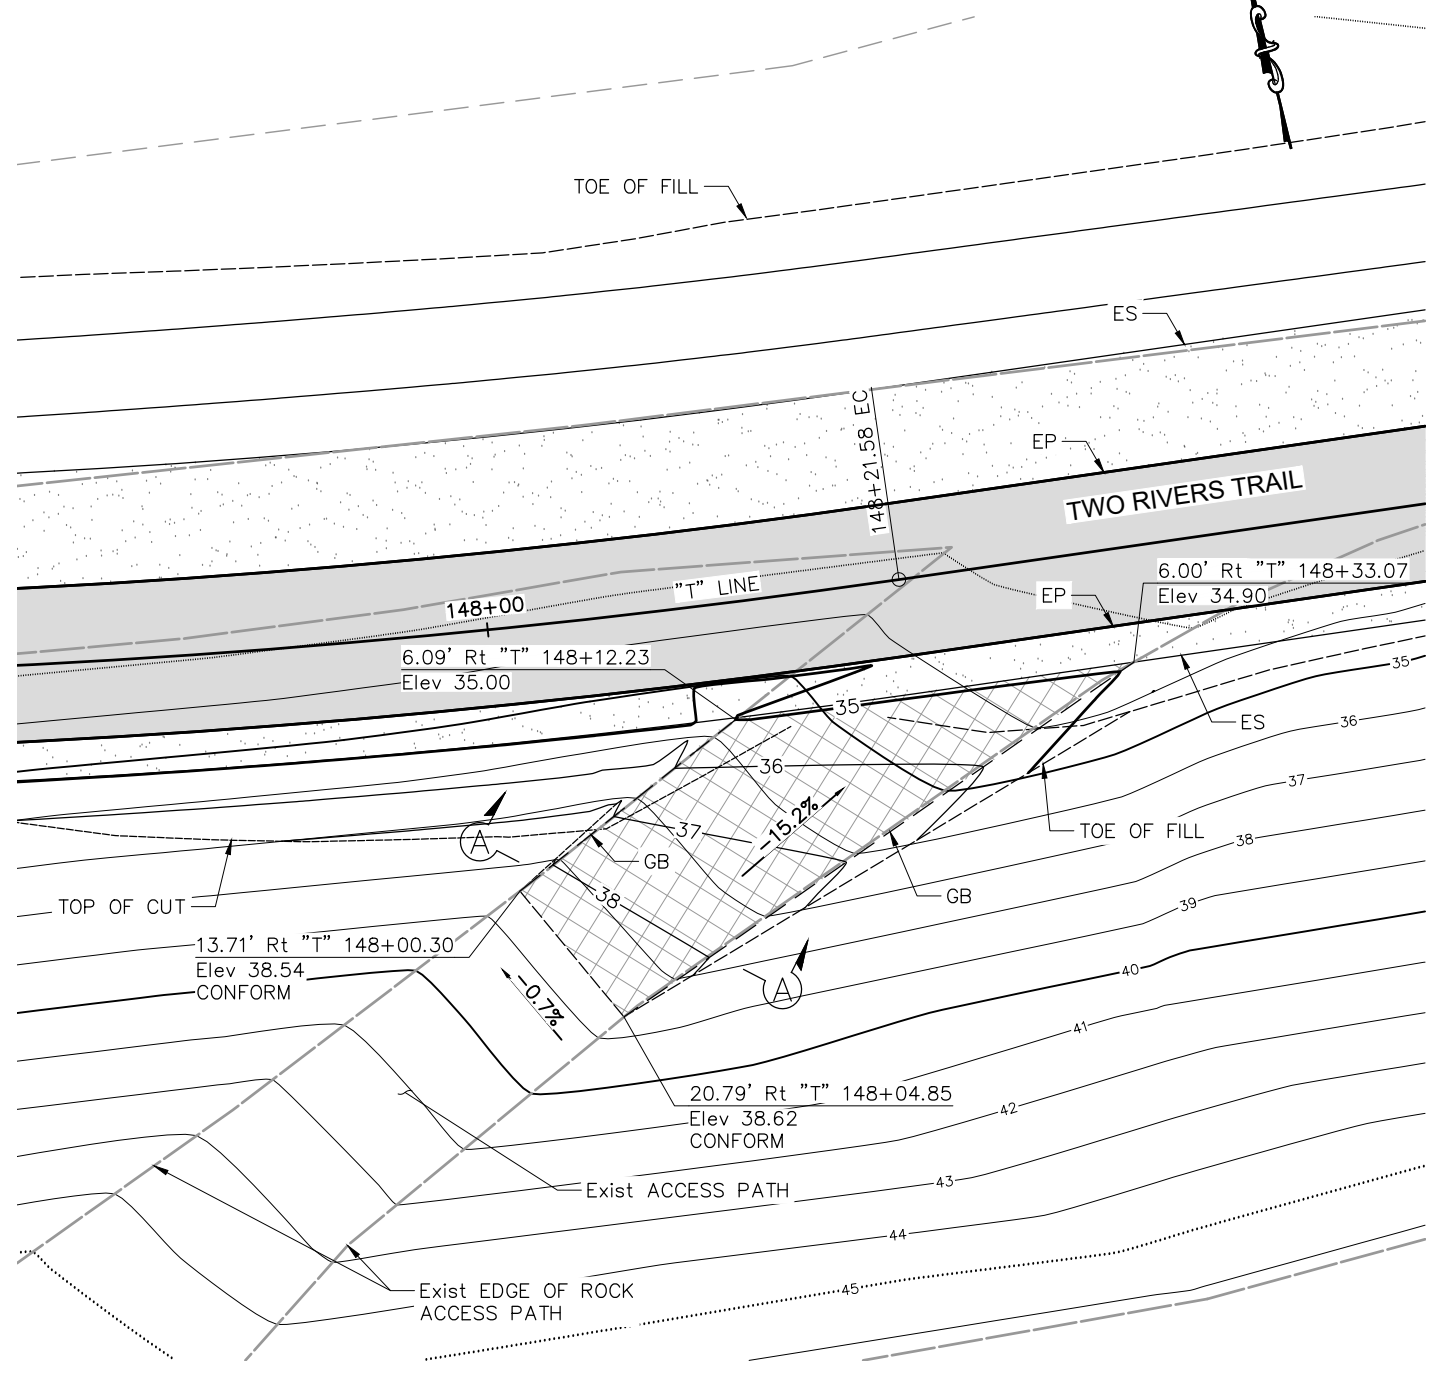 TOE OF FILL
ES
148+21.58 EC
EP
TWO RIVERS TRAIL
6.00' Rt "T" 148+33.07
Elev 34.90
"T" LINE
EP
148+00
6.09' Rt "T" 148+12.23
Elev 35.00
35
35
36
ES
36
37
-15.2%
37
TOE OF FILL
A
38
GB
GB
38
39
TOP OF CUT
13.71' Rt "T" 148+00.30
Elev 38.54
CONFORM
40
A
-0.7%
41
20.79' Rt "T" 148+04.85
Elev 38.62
CONFORM
42
43
Exist ACCESS PATH
44
45
Exist EDGE OF ROCK
ACCESS PATH